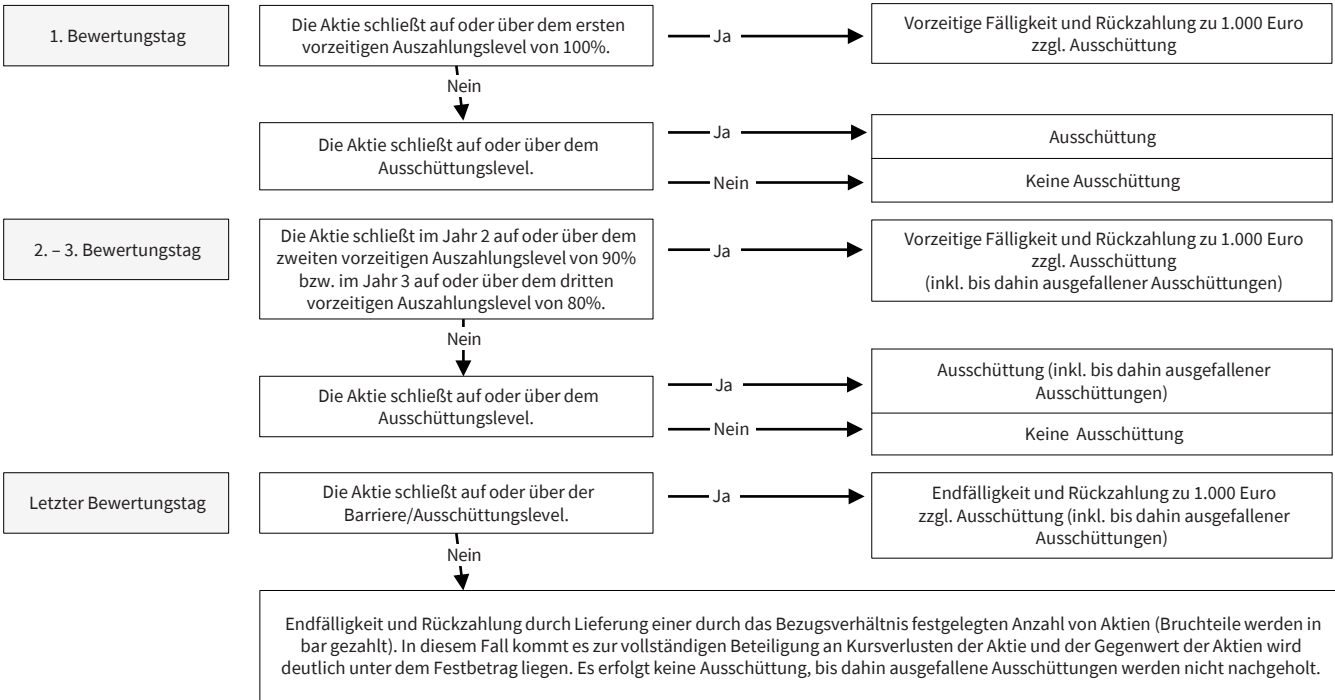 1. Bewertungstag
Die Aktie schließt auf oder über dem ersten
vorzeitigen Auszahlungslevel von 100%.
Ja
Vorzeitige Fälligkeit und Rückzahlung zu 1.000 Euro
zzgl. Ausschüttung
Nein
Die Aktie schließt auf oder über dem
Ausschüttungslevel.
Ja
Ausschüttung
Nein
Keine Ausschüttung
2. – 3. Bewertungstag
Die Aktie schließt im Jahr 2 auf oder über dem
zweiten vorzeitigen Auszahlungslevel von 90%
bzw. im Jahr 3 auf oder über dem dritten
vorzeitigen Auszahlungslevel von 80%.
Ja
Vorzeitige Fälligkeit und Rückzahlung zu 1.000 Euro
zzgl. Ausschüttung
(inkl. bis dahin ausgefallener Ausschüttungen)
Nein
Die Aktie schließt auf oder über dem
Ausschüttungslevel.
Ja
Ausschüttung (inkl. bis dahin ausgefallener
Ausschüttungen)
Nein
Keine Ausschüttung
Letzter Bewertungstag
Die Aktie schließt auf oder über der
Barriere/Ausschüttungslevel.
Ja
Endfälligkeit und Rückzahlung zu 1.000 Euro
zzgl. Ausschüttung (inkl. bis dahin ausgefallener
Ausschüttungen)
Nein
Endfälligkeit und Rückzahlung durch Lieferung einer durch das Bezugsverhältnis festgelegten Anzahl von Aktien (Bruchteile werden in
bar gezahlt). In diesem Fall kommt es zur vollständigen Beteiligung an Kursverlusten der Aktie und der Gegenwert der Aktien wird
deutlich unter dem Festbetrag liegen. Es erfolgt keine Ausschüttung, bis dahin ausgefallene Ausschüttungen werden nicht nachgeholt.